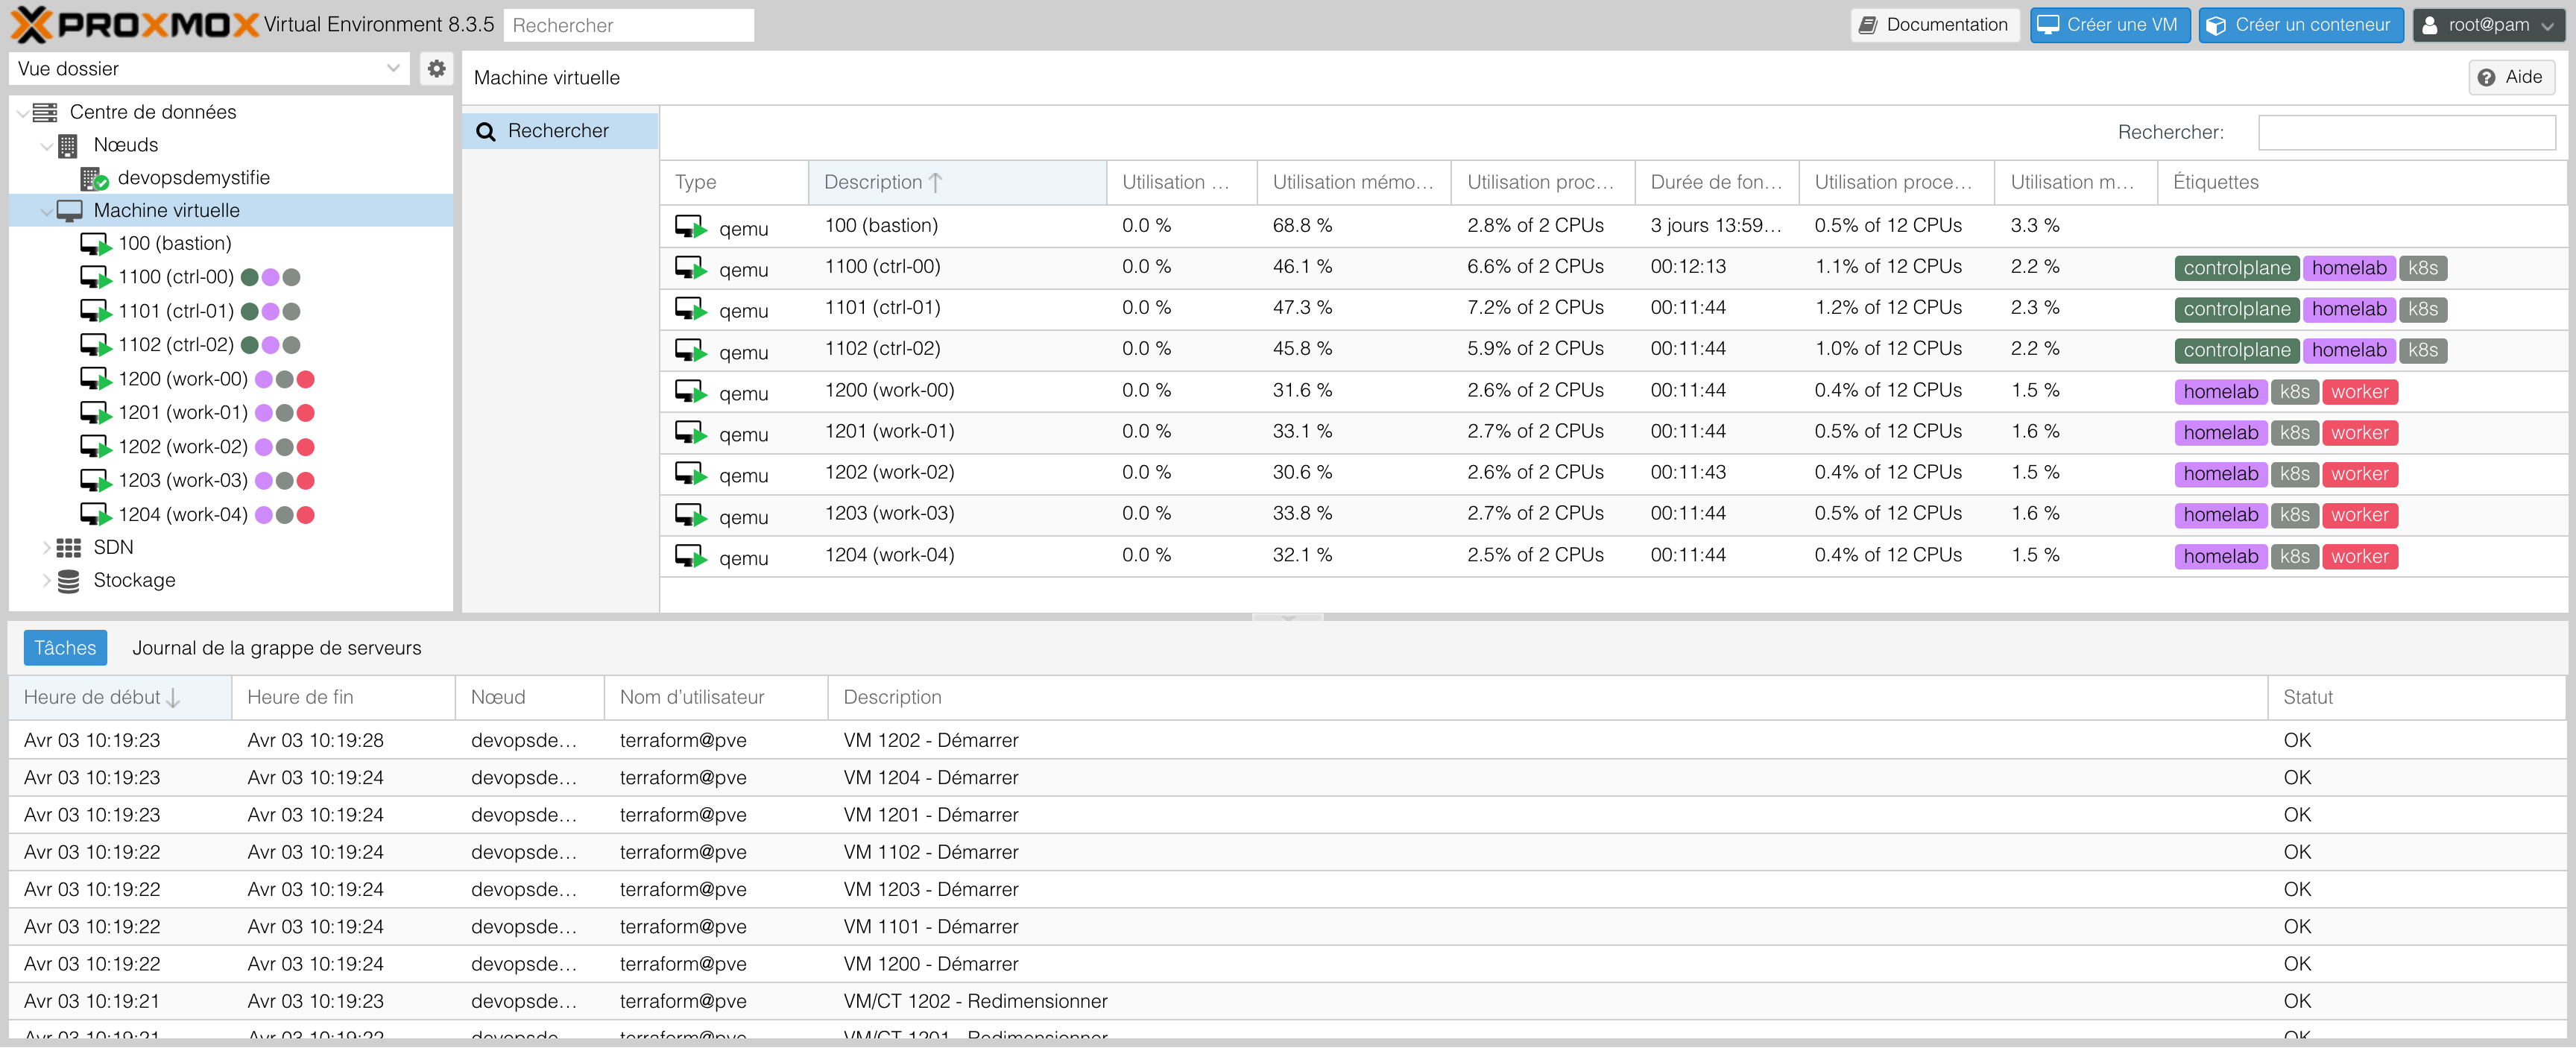 PROXMOX Virtual Environment 8.3.5 Rechercher Documentation Créer une VM Créer un conteneur root@pam
Vue dossier
Centre de données
Nœuds
devopsdemystifie
Machine virtuelle
100 (bastion)
1100 (ctrl-00)
1101 (ctrl-01)
1102 (ctrl-02)
1200 (work-00)
1201 (work-01)
1202 (work-02)
1203 (work-03)
1204 (work-04)
SDN
Stockage
Machine virtuelle Aide
Rechercher
Rechercher:
Type Description Utilisation ... Utilisation mémo... Utilisation proc... Durée de fon... Utilisation proce... Utilisation m... Étiquettes
qemu 100 (bastion) 0.0 % 68.8 % 2.8% of 2 CPUs 3 jours 13:59... 0.5% of 12 CPUs 3.3 %
qemu 1100 (ctrl-00) 0.0 % 46.1 % 6.6% of 2 CPUs 00:12:13 1.1% of 12 CPUs 2.2 % controlplane homelab k8s
qemu 1101 (ctrl-01) 0.0 % 47.3 % 7.2% of 2 CPUs 00:11:44 1.2% of 12 CPUs 2.3 % controlplane homelab k8s
qemu 1102 (ctrl-02) 0.0 % 45.8 % 5.9% of 2 CPUs 00:11:44 1.0% of 12 CPUs 2.2 % controlplane homelab k8s
qemu 1200 (work-00) 0.0 % 31.6 % 2.6% of 2 CPUs 00:11:44 0.4% of 12 CPUs 1.5 % homelab k8s worker
qemu 1201 (work-01) 0.0 % 33.1 % 2.7% of 2 CPUs 00:11:44 0.5% of 12 CPUs 1.6 % homelab k8s worker
qemu 1202 (work-02) 0.0 % 30.6 % 2.6% of 2 CPUs 00:11:43 0.4% of 12 CPUs 1.5 % homelab k8s worker
qemu 1203 (work-03) 0.0 % 33.8 % 2.7% of 2 CPUs 00:11:44 0.5% of 12 CPUs 1.6 % homelab k8s worker
qemu 1204 (work-04) 0.0 % 32.1 % 2.5% of 2 CPUs 00:11:44 0.4% of 12 CPUs 1.5 % homelab k8s worker
Tâches Journal de la grappe de serveurs
Heure de début Heure de fin Nœud Nom d’utilisateur Description Statut
Avr 03 10:19:23 Avr 03 10:19:28 devopsde... terraform@pve VM 1202 - Démarrer OK
Avr 03 10:19:23 Avr 03 10:19:24 devopsde... terraform@pve VM 1204 - Démarrer OK
Avr 03 10:19:23 Avr 03 10:19:24 devopsde... terraform@pve VM 1201 - Démarrer OK
Avr 03 10:19:22 Avr 03 10:19:24 devopsde... terraform@pve VM 1102 - Démarrer OK
Avr 03 10:19:22 Avr 03 10:19:24 devopsde... terraform@pve VM 1203 - Démarrer OK
Avr 03 10:19:22 Avr 03 10:19:24 devopsde... terraform@pve VM 1101 - Démarrer OK
Avr 03 10:19:22 Avr 03 10:19:24 devopsde... terraform@pve VM 1200 - Démarrer OK
Avr 03 10:19:21 Avr 03 10:19:23 devopsde... terraform@pve VM/CT 1202 - Redimensionner OK
Avr 03 10:19:21 Avr 03 10:19:22 devopsde... terraform@pve VM/CT 1201 - Redimensionner OK